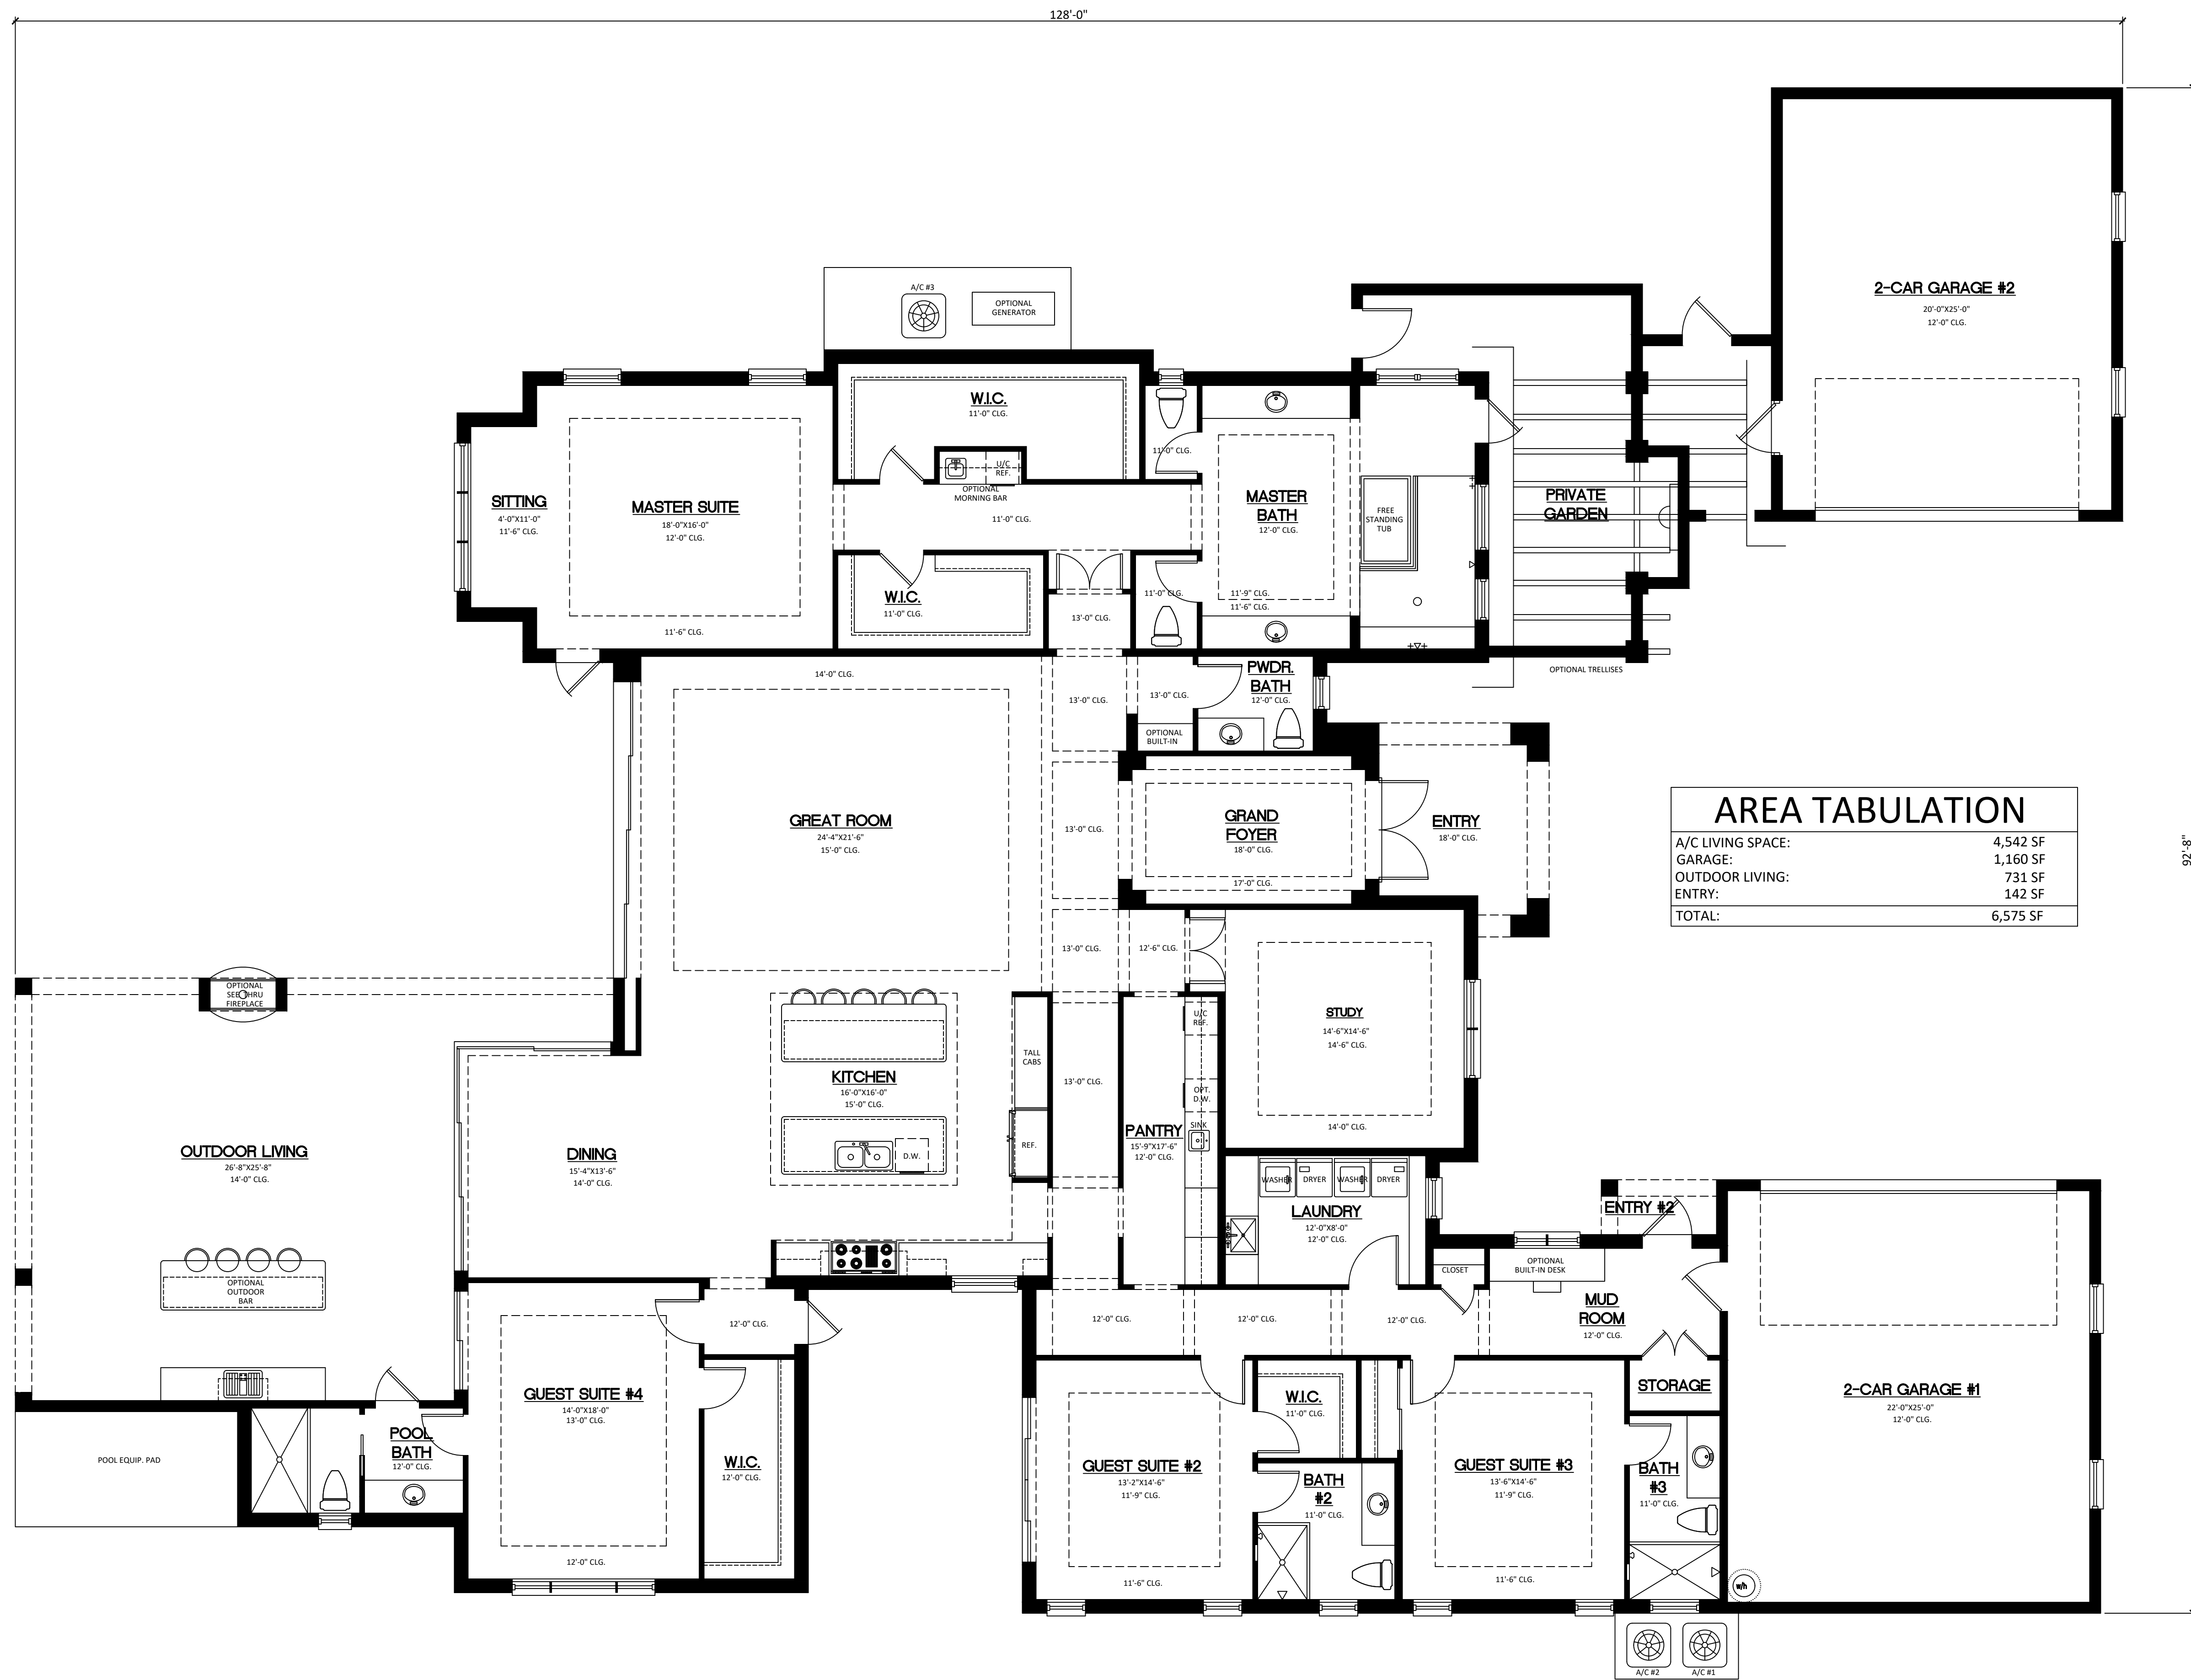 128'-0"
92'-8"
2-CAR GARAGE #2
20'-0"X25'-0"
12'-0" CLG.
A/C #3
OPTIONAL
GENERATOR
W.I.C.
11'-0" CLG.
U/C
REF.
OPTIONAL
MORNING BAR
11'-0" CLG.
SITTING
4'-0"X11'-0"
11'-6" CLG.
MASTER SUITE
18'-0"X16'-0"
12'-0" CLG.
11'-6" CLG.
11'-0" CLG.
MASTER
BATH
12'-0" CLG.
11'-9" CLG.
11'-6" CLG.
FREE
STANDING
TUB
PRIVATE
GARDEN
OPTIONAL TRELLISES
W.I.C.
11'-0" CLG.
13'-0" CLG.
11'-0" CLG.
14'-0" CLG.
13'-0" CLG.
13'-0" CLG.
PWDR.
BATH
12'-0" CLG.
OPTIONAL
BUILT-IN
GREAT ROOM
24'-4"X21'-6"
15'-0" CLG.
13'-0" CLG.
GRAND
FOYER
18'-0" CLG.
17'-0" CLG.
ENTRY
18'-0" CLG.
AREA TABULATION
A/C LIVING SPACE: 4,542 SF
GARAGE: 1,160 SF
OUTDOOR LIVING: 731 SF
ENTRY: 142 SF
TOTAL: 6,575 SF
13'-0" CLG.
12'-6" CLG.
OPTIONAL
SEE THRU
FIREPLACE
STUDY
14'-6"X14'-6"
14'-6" CLG.
14'-0" CLG.
U/C
REF.
OPT.
D.W.
SINK
TALL
CABS
REF.
13'-0" CLG.
KITCHEN
16'-0"X16'-0"
15'-0" CLG.
D.W.
PANTRY
15'-9"X17'-6"
12'-0" CLG.
OUTDOOR LIVING
26'-8"X25'-8"
14'-0" CLG.
DINING
15'-4"X13'-6"
14'-0" CLG.
WASHER
DRYER
WASHER
DRYER
LAUNDRY
12'-0"X8'-0"
12'-0" CLG.
ENTRY #2
CLOSET
OPTIONAL
BUILT-IN DESK
OPTIONAL
OUTDOOR
BAR
MUD
ROOM
12'-0" CLG.
12'-0" CLG.
12'-0" CLG.
12'-0" CLG.
12'-0" CLG.
STORAGE
2-CAR GARAGE #1
22'-0"X25'-0"
12'-0" CLG.
GUEST SUITE #4
14'-0"X18'-0"
13'-0" CLG.
12'-0" CLG.
W.I.C.
12'-0" CLG.
POOL
BATH
12'-0" CLG.
POOL EQUIP. PAD
GUEST SUITE #2
13'-2"X14'-6"
11'-9" CLG.
11'-6" CLG.
W.I.C.
11'-0" CLG.
BATH
#2
11'-0" CLG.
GUEST SUITE #3
13'-6"X14'-6"
11'-9" CLG.
11'-6" CLG.
BATH
#3
11'-0" CLG.
w/h
A/C #2
A/C #1